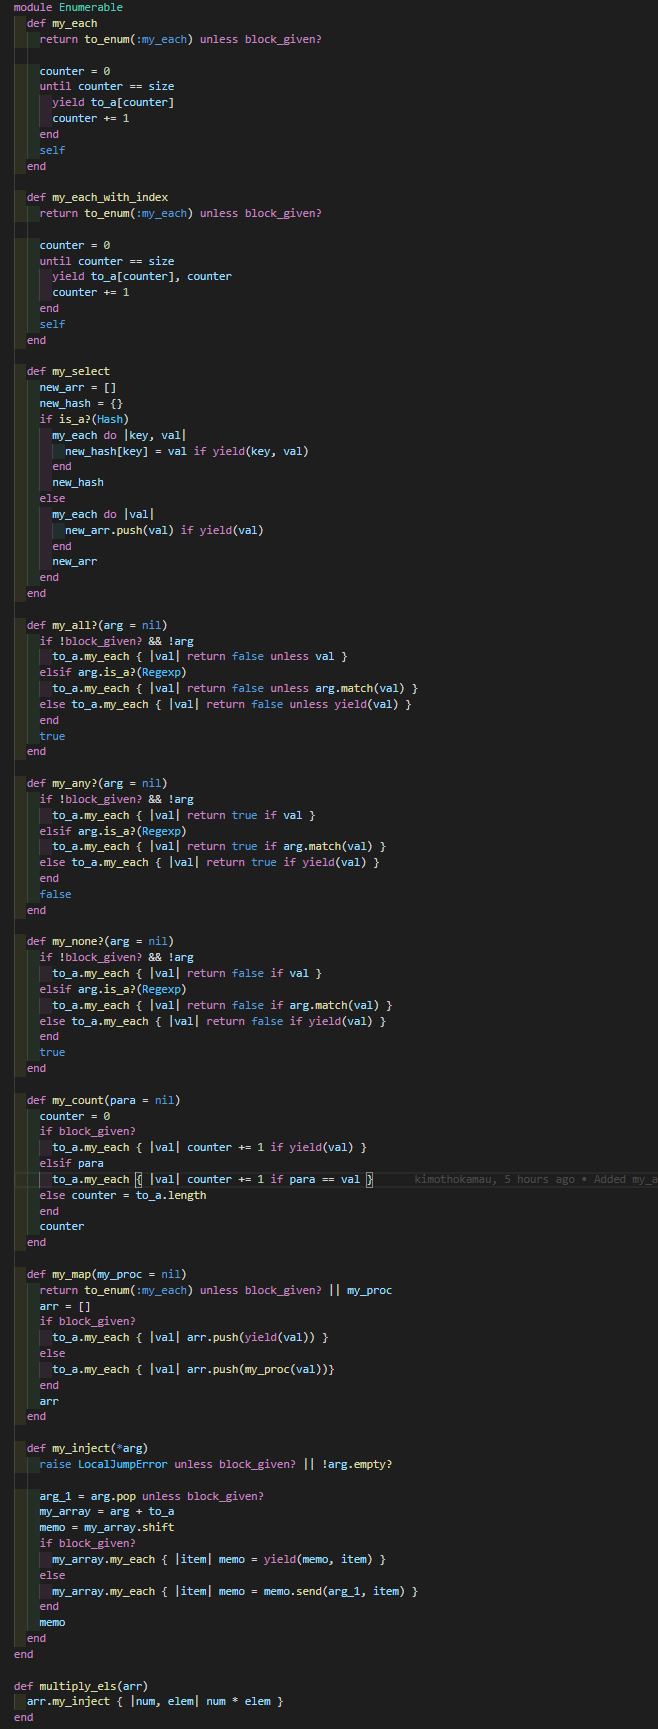 module Enumerable
  def my_each
    return to_enum(:my_each) unless block_given?

    counter = 0
    until counter == size
      yield to_a[counter]
      counter += 1
    end
    self
  end

  def my_each_with_index
    return to_enum(:my_each) unless block_given?

    counter = 0
    until counter == size
      yield to_a[counter], counter
      counter += 1
    end
    self
  end

  def my_select
    new_arr = []
    new_hash = {}
    if is_a?(Hash)
      my_each do |key, val|
        new_hash[key] = val if yield(key, val)
      end
      new_hash
    else
      my_each do |val|
        new_arr.push(val) if yield(val)
      end
      new_arr
    end
  end

  def my_all?(arg = nil)
    if !block_given? && !arg
      to_a.my_each { |val| return false unless val }
    elsif arg.is_a?(Regexp)
      to_a.my_each { |val| return false unless arg.match(val) }
    else to_a.my_each { |val| return false unless yield(val) }
    end
    true
  end

  def my_any?(arg = nil)
    if !block_given? && !arg
      to_a.my_each { |val| return true if val }
    elsif arg.is_a?(Regexp)
      to_a.my_each { |val| return true if arg.match(val) }
    else to_a.my_each { |val| return true if yield(val) }
    end
    false
  end

  def my_none?(arg = nil)
    if !block_given? && !arg
      to_a.my_each { |val| return false if val }
    elsif arg.is_a?(Regexp)
      to_a.my_each { |val| return false if arg.match(val) }
    else to_a.my_each { |val| return false if yield(val) }
    end
    true
  end

  def my_count(para = nil)
    counter = 0
    if block_given?
      to_a.my_each { |val| counter += 1 if yield(val) }
    elsif para
      to_a.my_each { |val| counter += 1 if para == val } kimothokamau, 5 hours ago • Added my_a
    else counter = to_a.length
    end
    counter
  end

  def my_map(my_proc = nil)
    return to_enum(:my_each) unless block_given? || my_proc
    arr = []
    if block_given?
      to_a.my_each { |val| arr.push(yield(val)) }
    else
      to_a.my_each { |val| arr.push(my_proc(val))}
    end
    arr
  end

  def my_inject(*arg)
    raise LocalJumpError unless block_given? || !arg.empty?

    arg_1 = arg.pop unless block_given?
    my_array = arg + to_a
    memo = my_array.shift
    if block_given?
      my_array.my_each { |item| memo = yield(memo, item) }
    else
      my_array.my_each { |item| memo = memo.send(arg_1, item) }
    end
    memo
  end
end

def multiply_els(arr)
  arr.my_inject { |num, elem| num * elem }
end